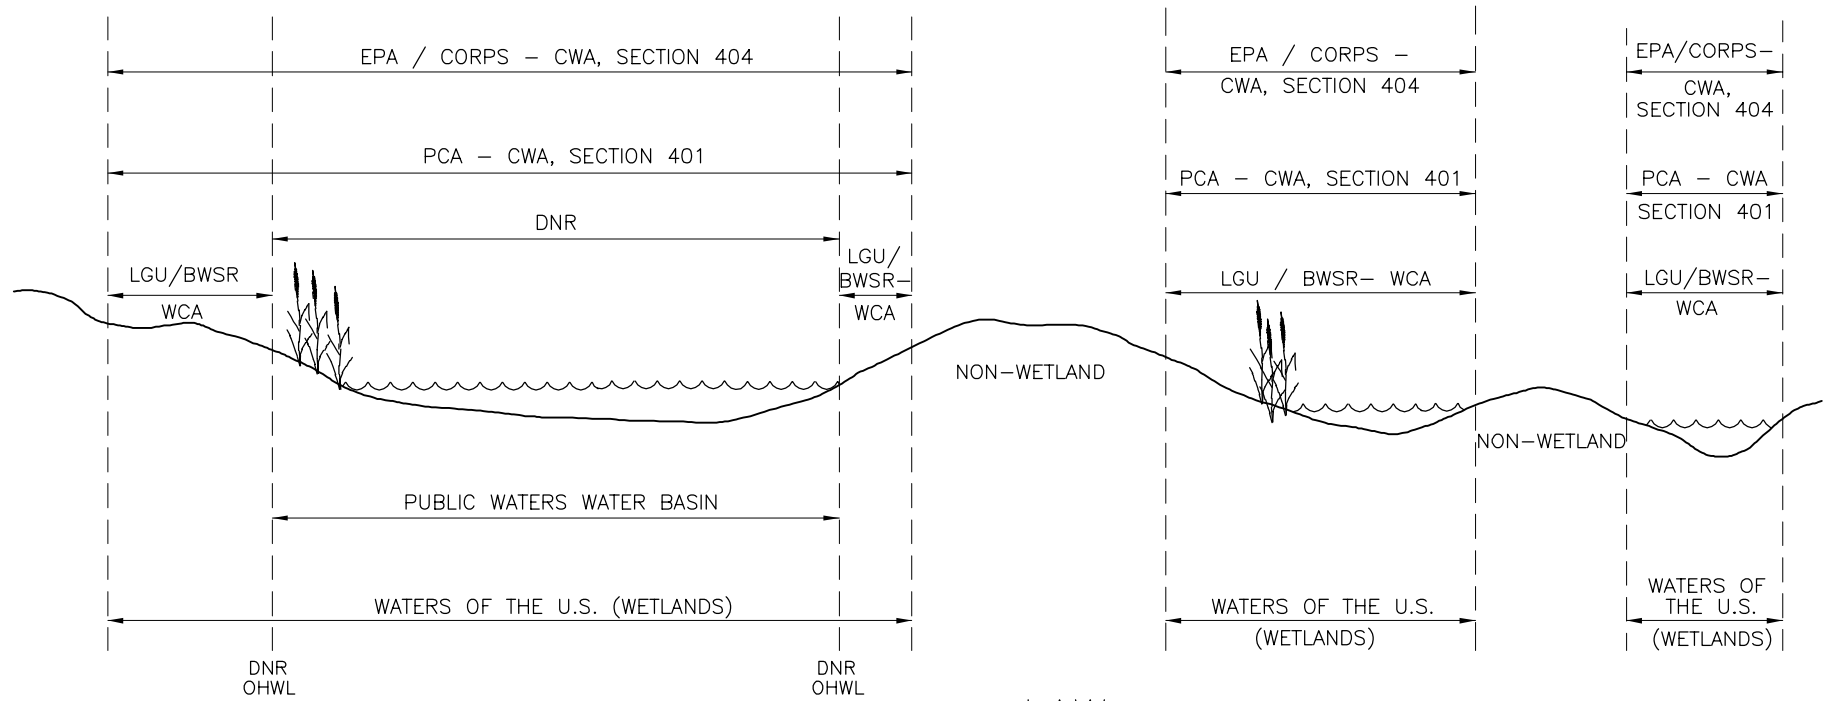 EPA / CORPS – CWA, SECTION 404
PCA – CWA, SECTION 401
DNR
LGU/BWSR
WCA
LGU/
BWSR–
WCA
PUBLIC WATERS WATER BASIN
WATERS OF THE U.S. (WETLANDS)
DNR
OHWL
DNR
OHWL
NON–WETLAND
EPA / CORPS –
CWA, SECTION 404
PCA – CWA, SECTION 401
LGU / BWSR– WCA
WATERS OF THE U.S.
(WETLANDS)
NON–WETLAND
EPA/CORPS–
CWA,
SECTION 404
PCA – CWA
SECTION 401
LGU/BWSR–
WCA
WATERS OF
THE U.S.
(WETLANDS)